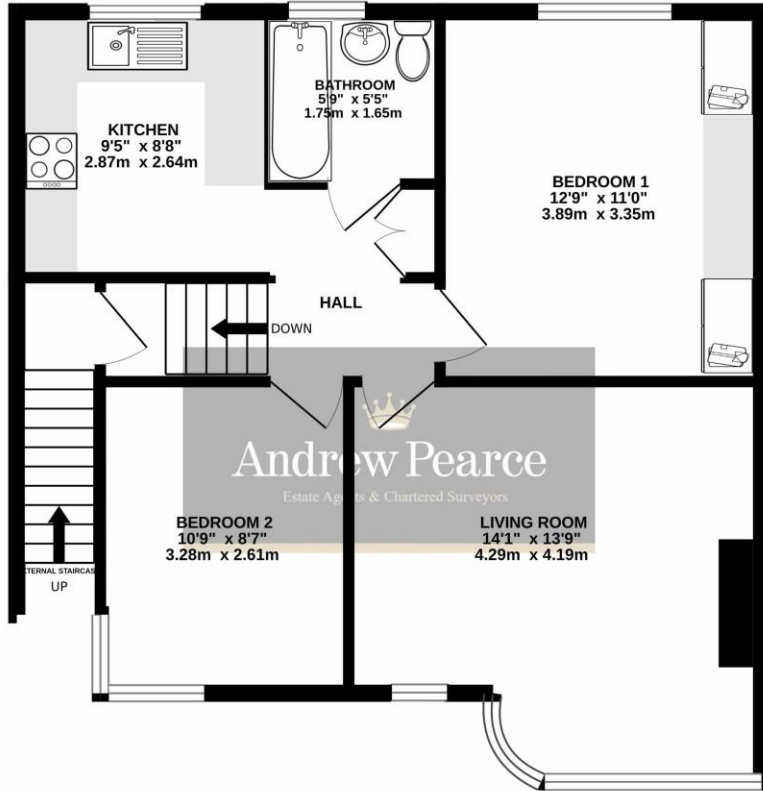 KITCHEN
9'5" x 8'8"
2.87m x 2.64m
BATHROOM
5'9" x 5'5"
1.75m x 1.65m
BEDROOM 1
12'9" x 11'0"
3.89m x 3.35m
HALL
DOWN
Andrew Pearce
Estate Agents & Chartered Surveyors
BEDROOM 2
10'9" x 8'7"
3.28m x 2.61m
LIVING ROOM
14'1" x 13'9"
4.29m x 4.19m
TERNAL STAIRCAS
UP